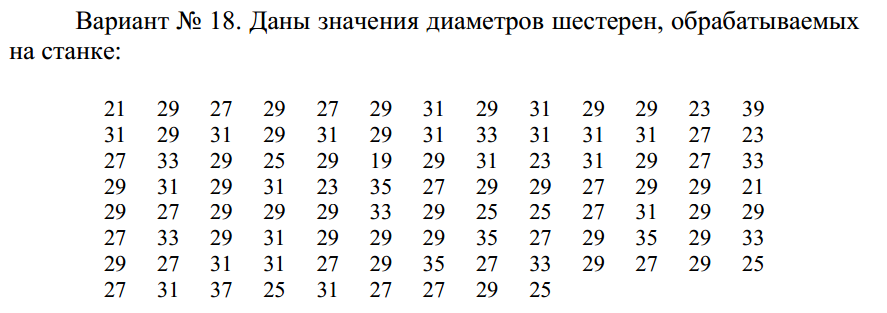 Вариант № 18. Даны значения диаметров шестерен, обрабатываемых
на станке:
21 29 27 29 27 29 31 29 31 29 29 23 39
31 29 31 29 31 29 31 33 31 31 31 27 23
27 33 29 25 29 19 29 31 23 31 29 27 33
29 31 29 31 23 35 27 29 29 27 29 29 21
29 27 29 29 29 33 29 25 25 27 31 29 29
27 33 29 31 29 29 29 35 27 29 35 29 33
29 27 31 31 27 29 35 27 33 29 27 29 25
27 31 37 25 31 27 27 29 25